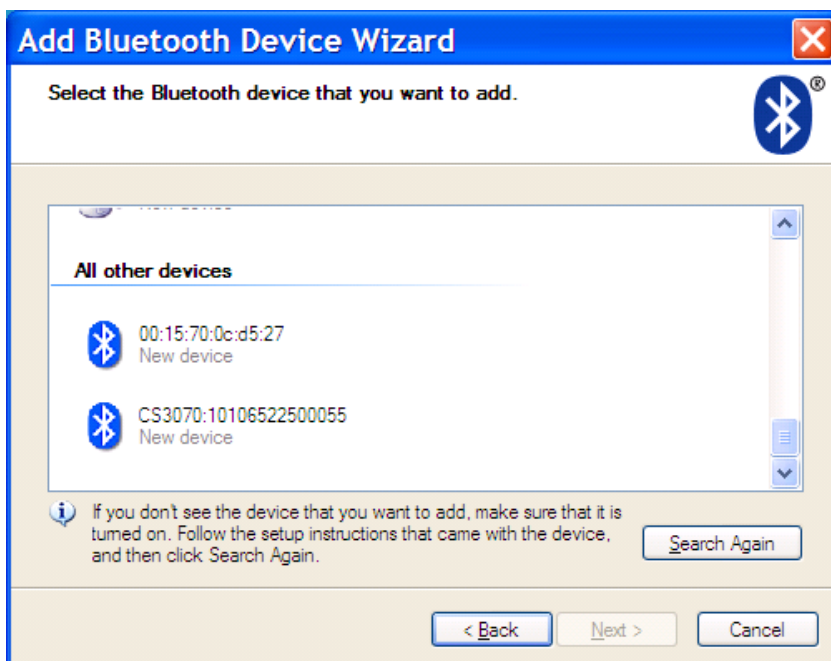 Add Bluetooth Device Wizard
Select the Bluetooth device that you want to add.
®
All other devices
00:15:70:0c:d5:27
New device
CS3070:10106522500055
New device
If you don't see the device that you want to add, make sure that it is
turned on. Follow the setup instructions that came with the device,
and then click Search Again.
Search Again
< Back
Next >
Cancel